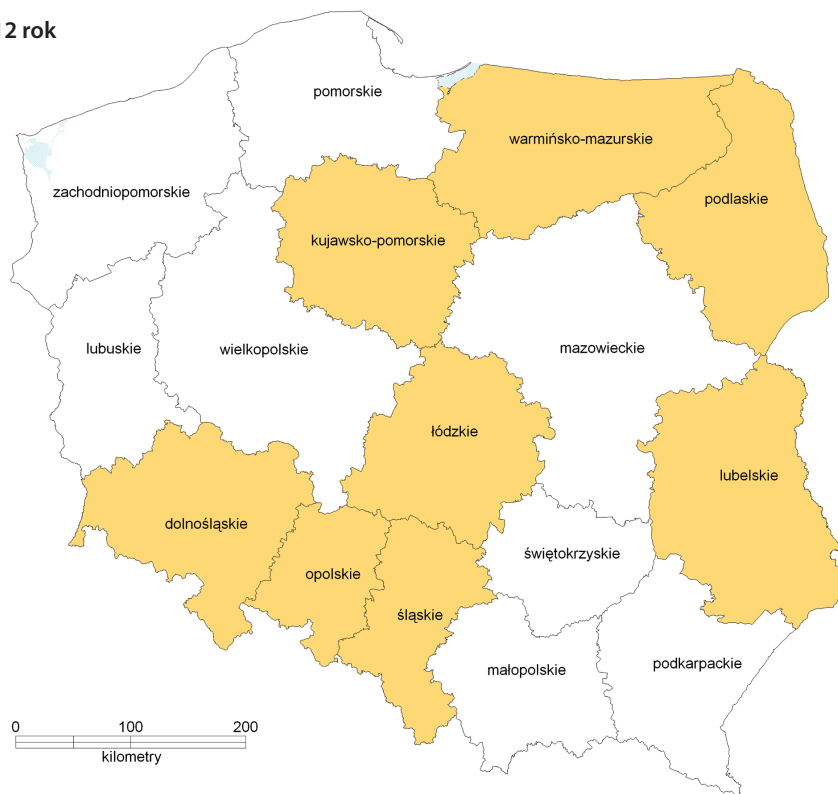 2 rok
pomorskie
warmińsko-mazurskie
zachodniopomorskie
podlaskie
kujawsko-pomorskie
lubuskie
wielkopolskie
mazowieckie
łódzkie
lubelskie
dolnośląskie
świętokrzyskie
opolskie
śląskie
małopolskie
podkarpackie
0 100 200
kilometry